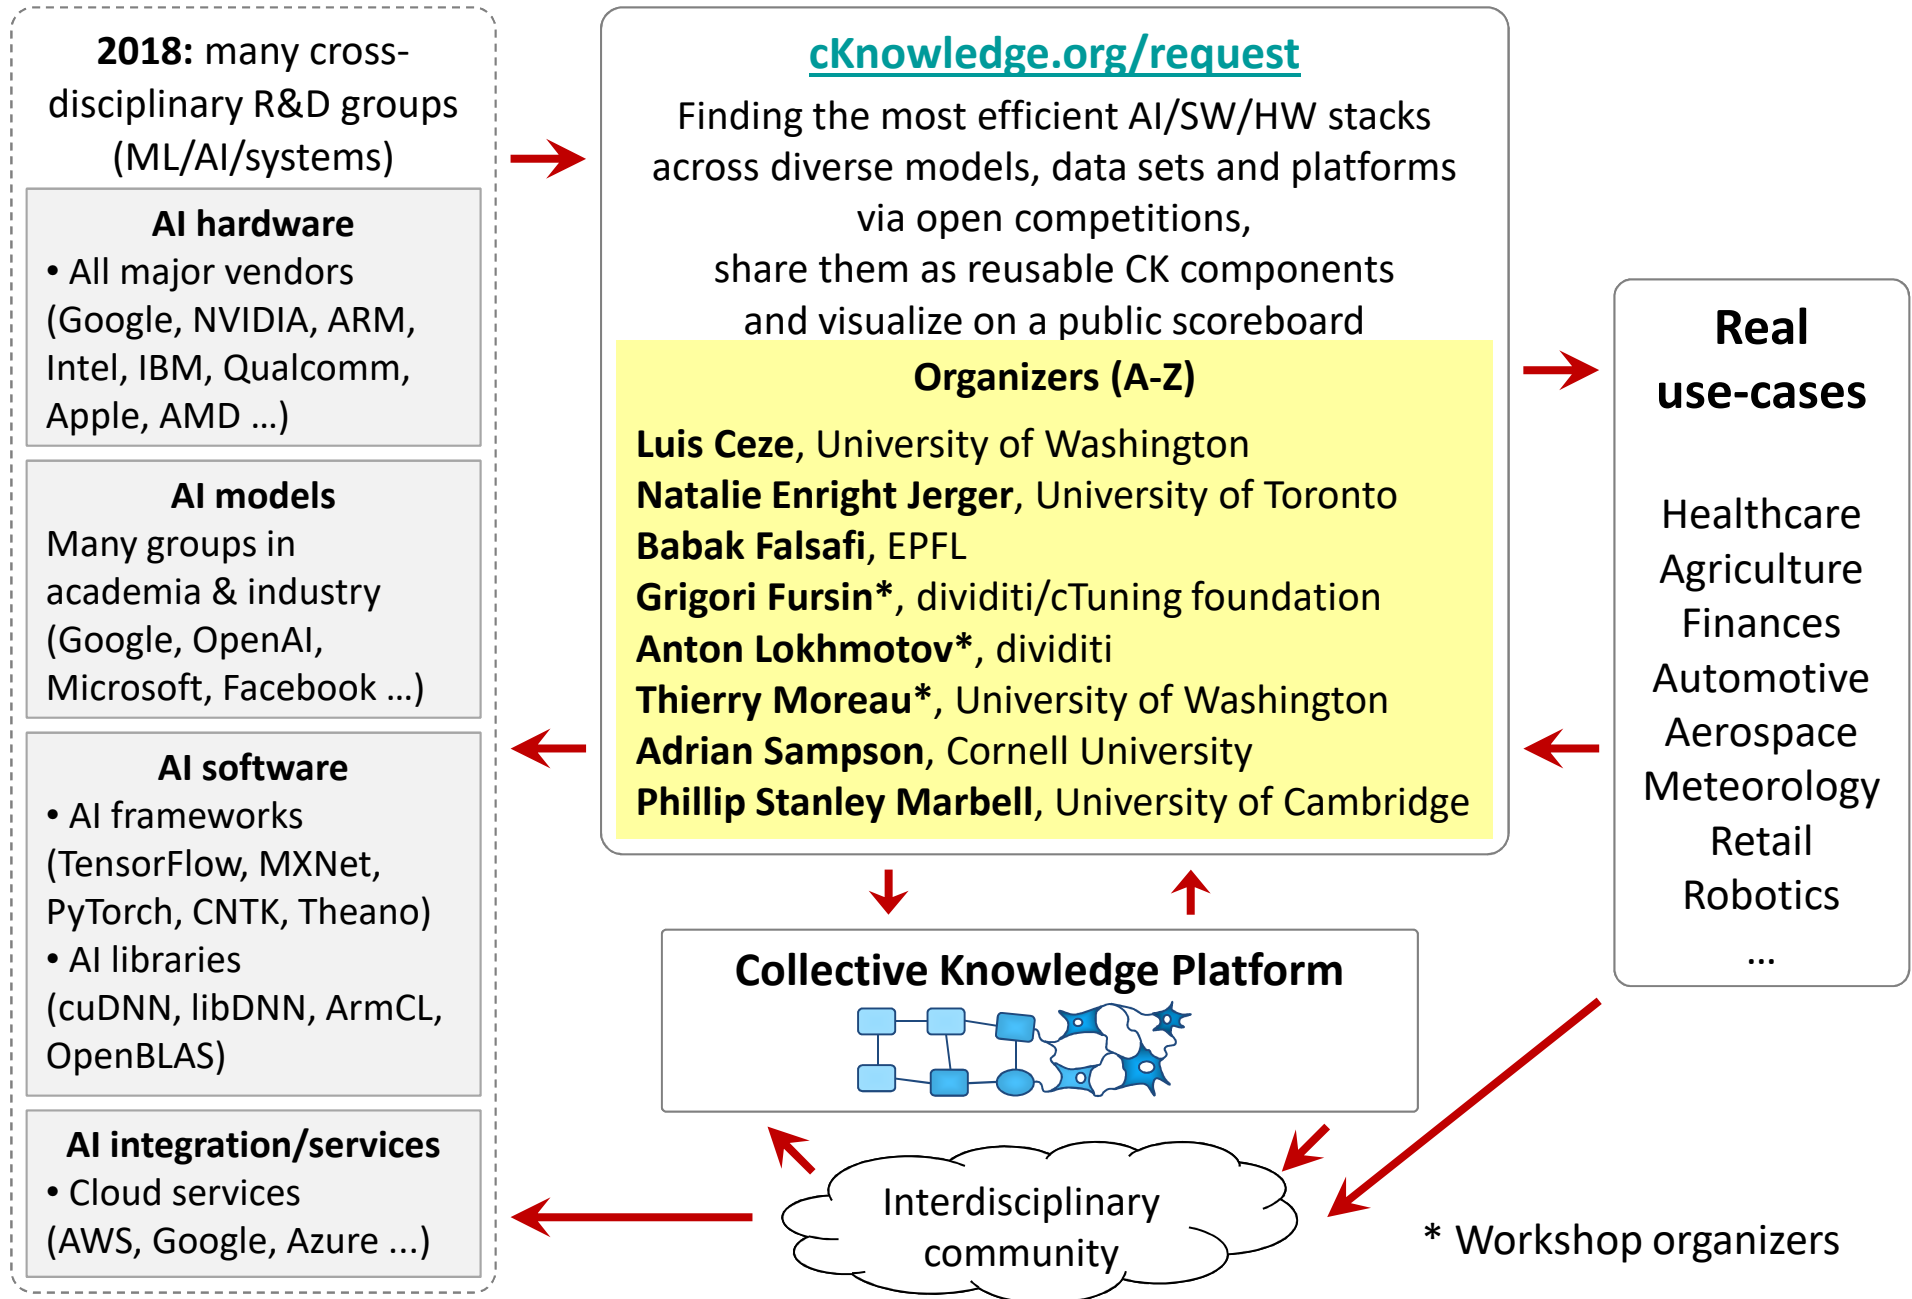 2018: many cross-
disciplinary R&D groups
(ML/AI/systems)
AI hardware
• All major vendors
(Google, NVIDIA, ARM,
Intel, IBM, Qualcomm,
Apple, AMD …)
AI models
Many groups in
academia & industry
(Google, OpenAI,
Microsoft, Facebook …)
AI software
• AI frameworks
(TensorFlow, MXNet,
PyTorch, CNTK, Theano)
• AI libraries
(cuDNN, libDNN, ArmCL,
OpenBLAS)
AI integration/services
• Cloud services
(AWS, Google, Azure ...)
cKnowledge.org/request
Finding the most efficient AI/SW/HW stacks
across diverse models, data sets and platforms
via open competitions,
share them as reusable CK components
and visualize on a public scoreboard
Organizers (A-Z)
Luis Ceze, University of Washington
Natalie Enright Jerger, University of Toronto
Babak Falsafi, EPFL
Grigori Fursin*, dividiti/cTuning foundation
Anton Lokhmotov*, dividiti
Thierry Moreau*, University of Washington
Adrian Sampson, Cornell University
Phillip Stanley Marbell, University of Cambridge
Collective Knowledge Platform
Interdisciplinary
community
Real
use-cases
Healthcare
Agriculture
Finances
Automotive
Aerospace
Meteorology
Retail
Robotics
...
* Workshop organizers